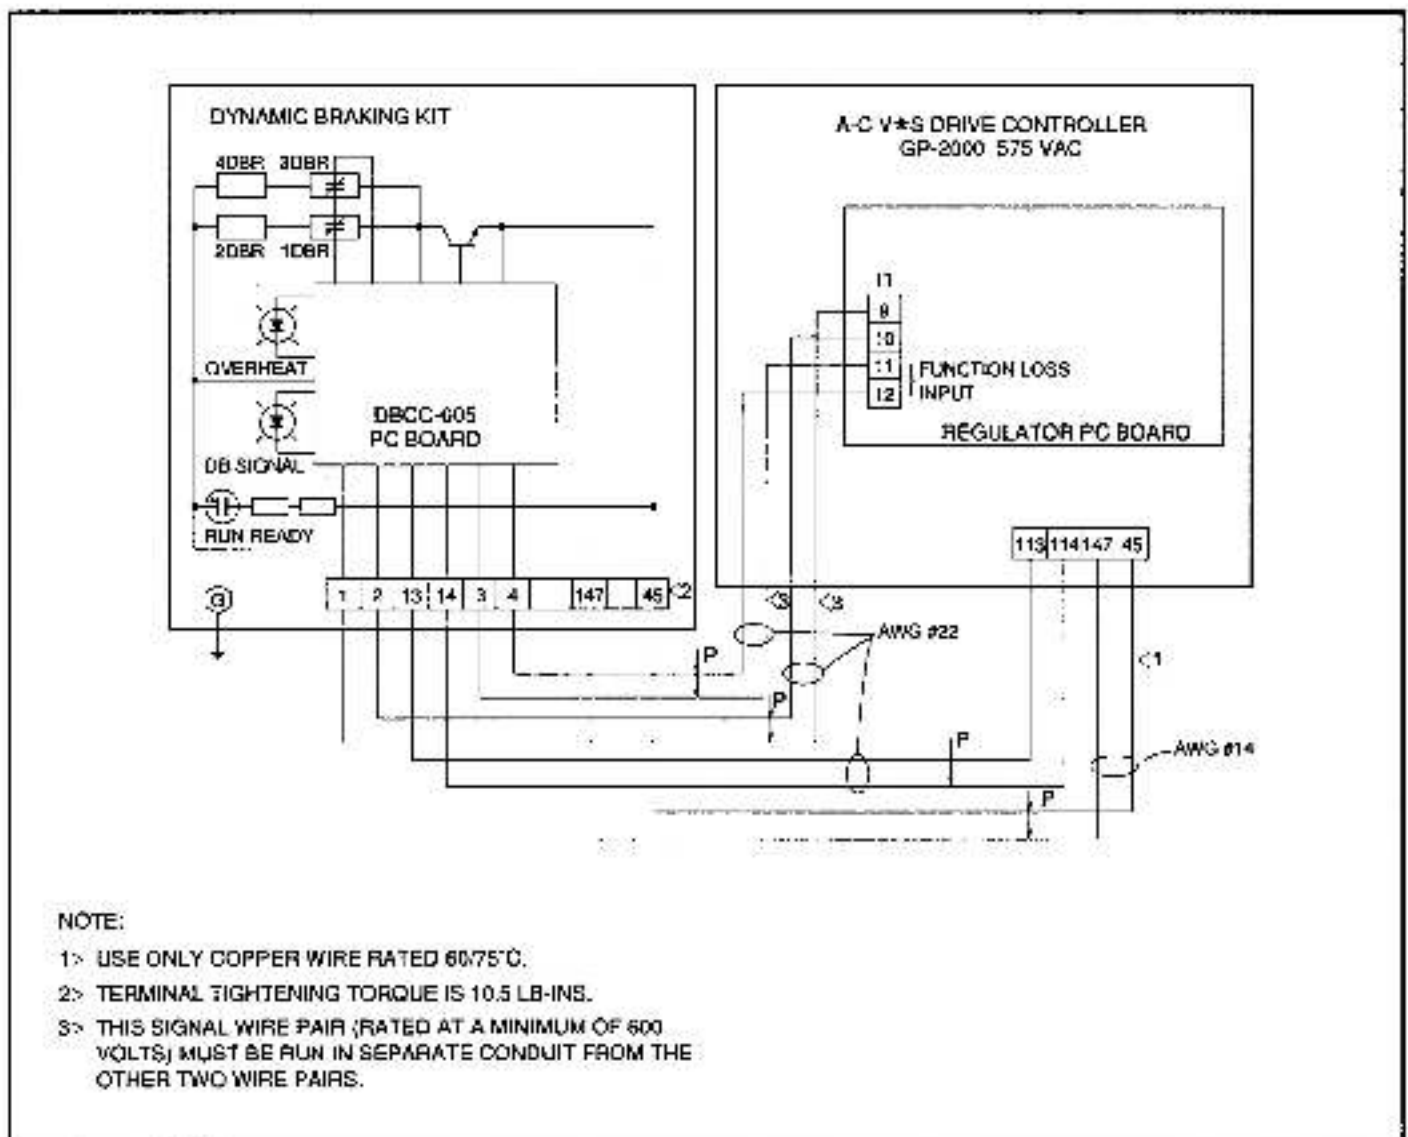 DYNAMIC BRAKING KIT
4DBR 3DBR
2DBR 1DBR
OVERHEAT
DBCC-605
PC BOARD
DB SIGNAL
RUN READY
G
1 2 13 14 3 4 147 45
2
A-C V★S DRIVE CONTROLLER
GP-2000 575 VAC
9
10
11
12
FUNCTION LOSS
INPUT
REGULATOR PC BOARD
113 114 147 45
3
3
AWG #22
1
P
P
P
AWG #14
P
NOTE:
1> USE ONLY COPPER WIRE RATED 60/75°C.
2> TERMINAL TIGHTENING TORQUE IS 10.5 LB-INS.
3> THIS SIGNAL WIRE PAIR (RATED AT A MINIMUM OF 600
VOLTS) MUST BE RUN IN SEPARATE CONDUIT FROM THE
OTHER TWO WIRE PAIRS.